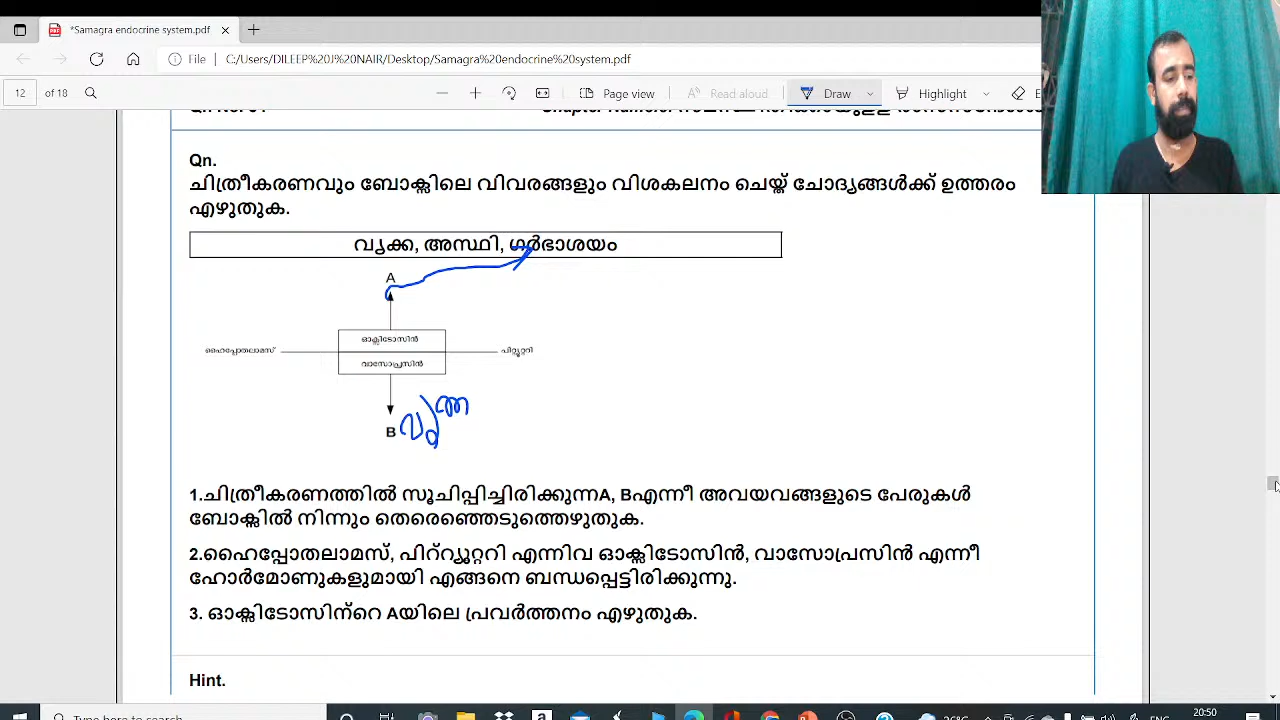 *Samagra endocrine system.pdf
File C:/Users/DILEEP%20J%20NAIR/Desktop/Samagra%20endocrine%20system.pdf
12 of 18 Page view Read aloud Draw Highlight
Qn.
ചിത്രീകരണവും ബോക്സിലെ വിവരങ്ങളും വിശകലനം ചെയ്ത് ചോദ്യങ്ങൾക്ക് ഉത്തരം
എഴുതുക.
വൃക്ക, അസ്ഥി, ഗർഭാശയം
A
ഓക്സിടോസിൻ
ഹൈപ്പോതലാമസ് പിറ്റ്യൂറ്ററി
വാസോപ്രസിൻ
B വൃക്ക
1.ചിത്രീകരണത്തിൽ സൂചിപ്പിച്ചിരിക്കുന്നA, Bഎന്നീ അവയവങ്ങളുടെ പേരുകൾ
ബോക്സിൽ നിന്നും തെരെഞ്ഞെടുത്തെഴുതുക.
2.ഹൈപ്പോതലാമസ്, പിറ്റ്യൂറ്ററി എന്നിവ ഓക്സിടോസിൻ, വാസോപ്രസിൻ എന്നീ
ഹോർമോണുകളുമായി എങ്ങനെ ബന്ധപ്പെട്ടിരിക്കുന്നു.
3. ഓക്സിടോസിന്റെ Aയിലെ പ്രവർത്തനം എഴുതുക.
Hint.
Type here to search
20:50